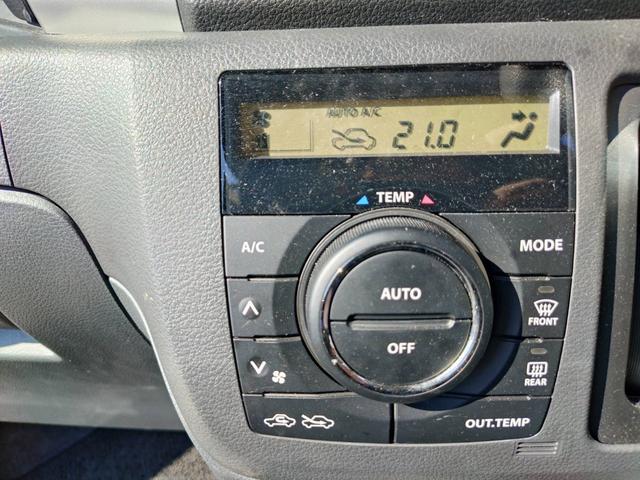 AUTO A/C
21.0
TEMP
A/C
MODE
AUTO
FRONT
OFF
REAR
OUT.TEMP